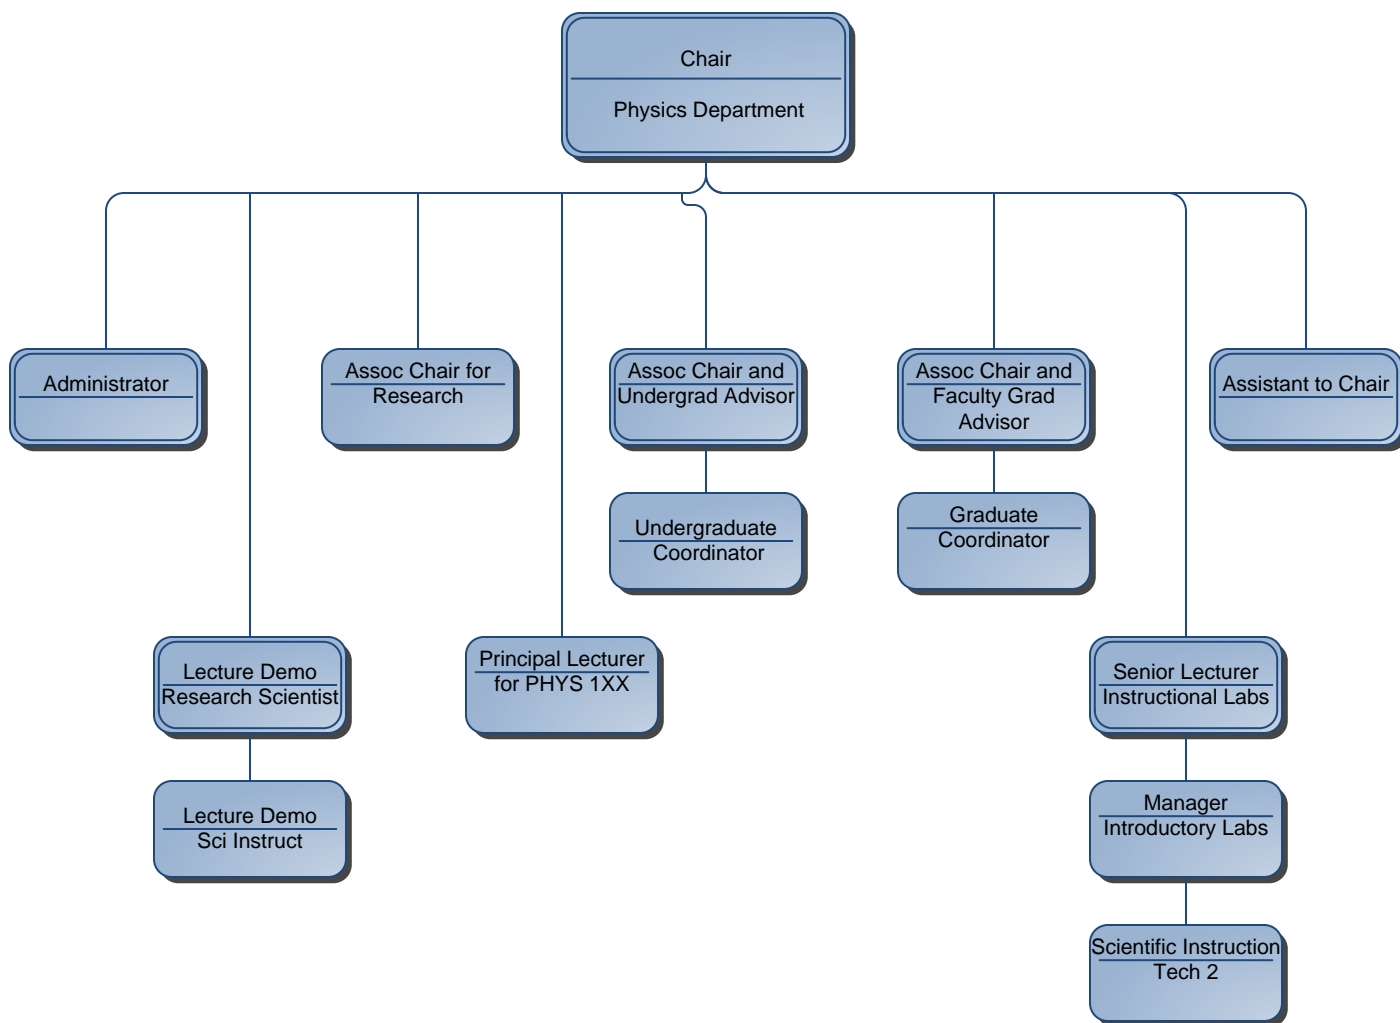 Chair
Physics Department
Administrator
Assoc Chair for
Research
Assoc Chair and
Undergrad Advisor
Assoc Chair and
Faculty Grad
Advisor
Assistant to Chair
Undergraduate
Coordinator
Graduate
Coordinator
Lecture Demo
Research Scientist
Principal Lecturer
for PHYS 1XX
Senior Lecturer
Instructional Labs
Lecture Demo
Sci Instruct
Manager
Introductory Labs
Scientific Instruction
Tech 2